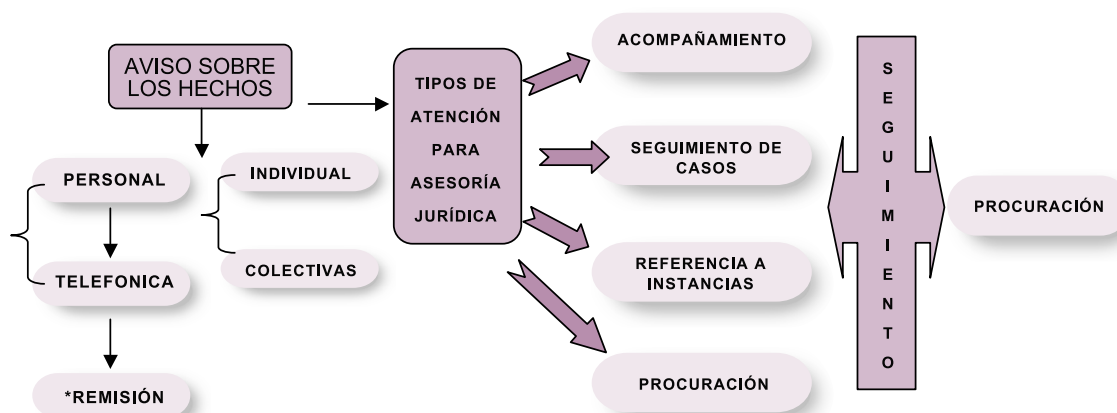 AVISO SOBRE
LOS HECHOS
PERSONAL
TELEFONICA
*REMISIÓN
INDIVIDUAL
COLECTIVAS
TIPOS DE
ATENCIÓN
PARA
ASESORÍA
JURÍDICA
ACOMPAÑAMIENTO
SEGUIMIENTO DE
CASOS
REFERENCIA A
INSTANCIAS
PROCURACIÓN
S
E
G
U
I
M
I
E
N
T
O
PROCURACIÓN